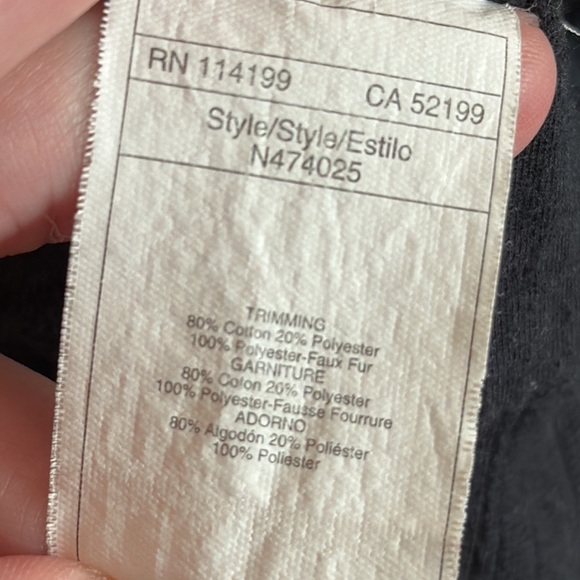 RN 114199 CA 52199
Style/Style/Estilo
N474025
TRIMMING
80% Cotton 20% Polyester
100% Polyester-Faux Fur
GARNITURE
80% Coton 20% Polyester
100% Polyester-Fausse Fourrure
ADORNO
80% Algodón 20% Poliéster
100% Poliester